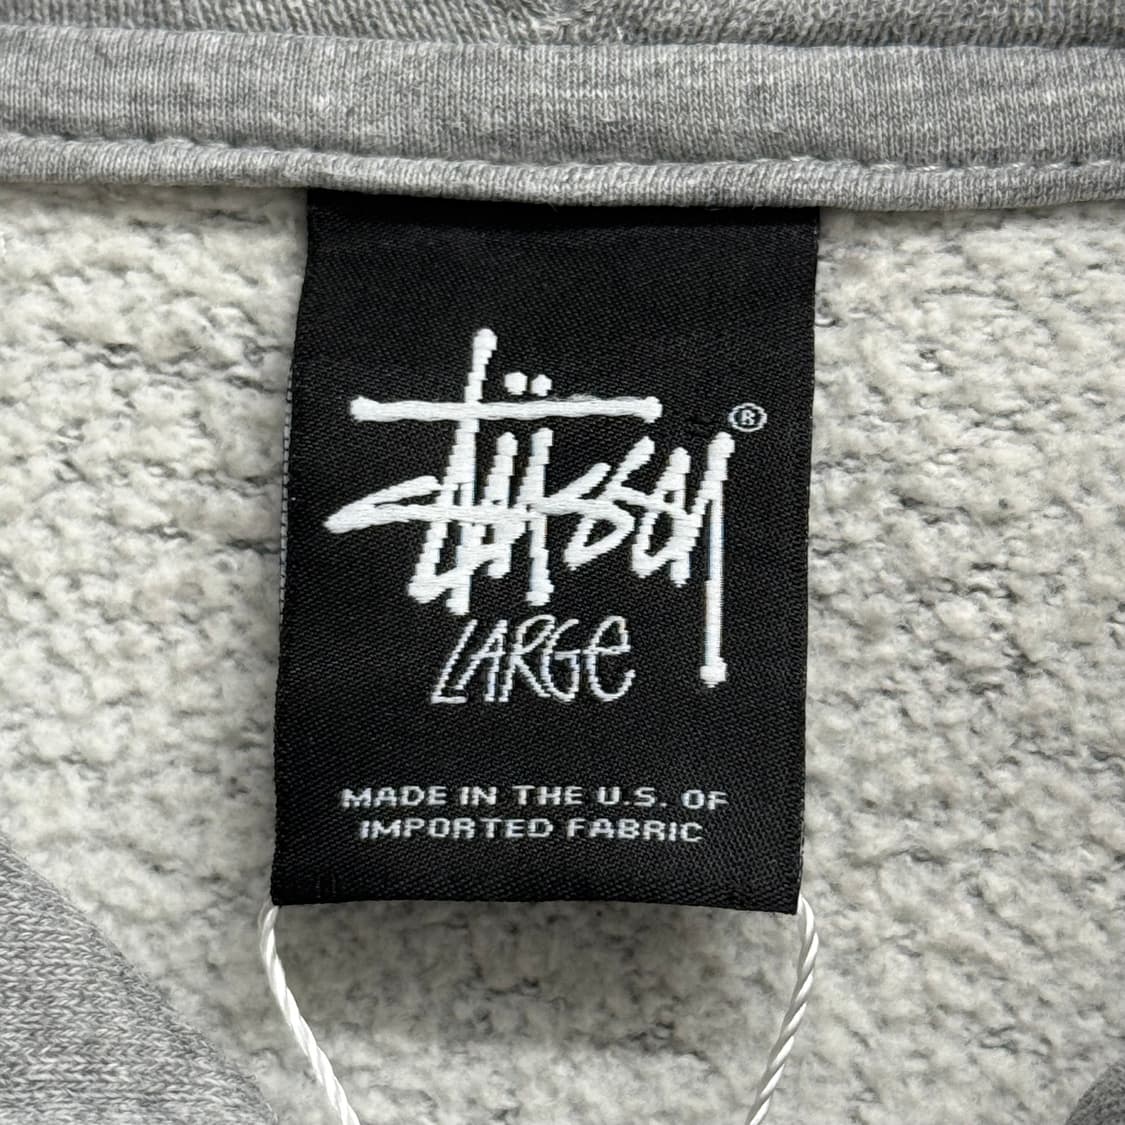 Stüssy ®
LARGe
MADE IN THE U.S. OF
IMPORTED FABRIC